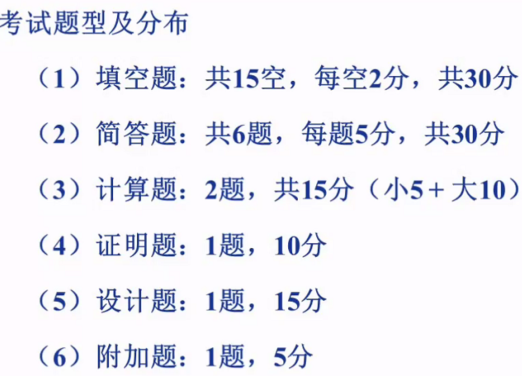 考试题型及分布
（1）填空题：共15空，每空2分，共30分
（2）简答题：共6题，每题5分，共30分
（3）计算题：2题，共15分（小5＋大10）
（4）证明题：1题，10分
（5）设计题：1题，15分
（6）附加题：1题，5分